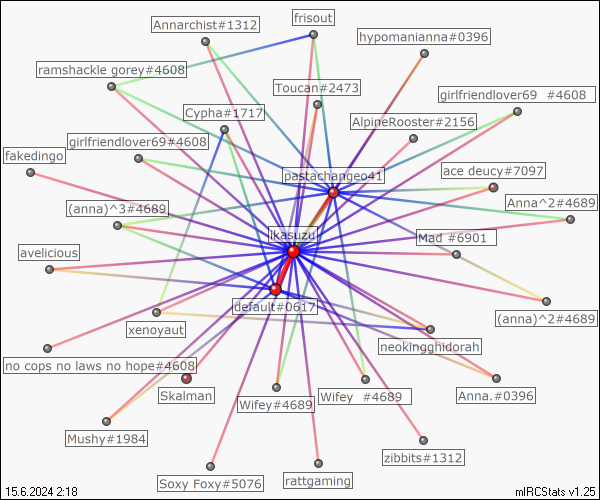 Annarchist#1312
frisout
hypomanianna#0396
ramshackle gorey#4608
Toucan#2473
girlfriendlover69 #4608
Cypha#1717
AlpineRooster#2156
girlfriendlover69#4608
fakedingo
pastachangeo41
ace deucy#7097
(anna)^3#4689
Anna^2#4689
ikasuzu
Mad #6901
avelicious
default#0617
(anna)^2#4689
xenoyaut
neokingghidorah
no cops no laws no hope#4608
Skalman
Wifey#4689
Wifey #4689
Anna.#0396
Mushy#1984
zibbits#1312
Soxy Foxy#5076
rattgaming
15.6.2024 2:18
mIRCStats v1.25